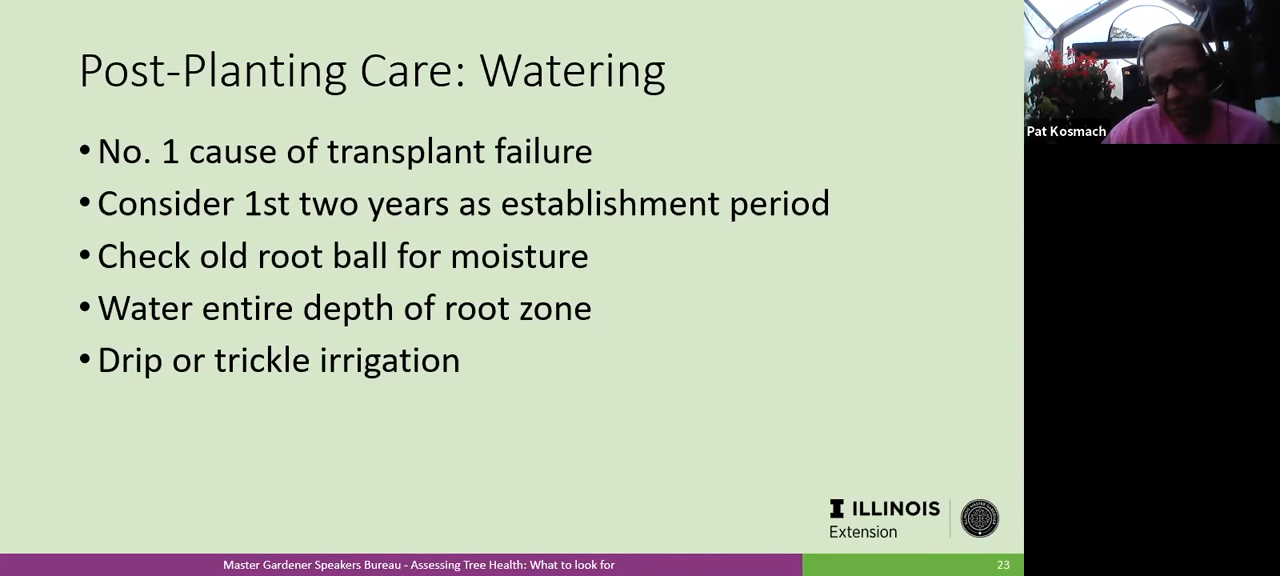 Post-Planting Care: Watering
• No. 1 cause of transplant failure
• Consider 1st two years as establishment period
• Check old root ball for moisture
• Water entire depth of root zone
• Drip or trickle irrigation
I ILLINOIS
Extension
Master Gardener Speakers Bureau - Assessing Tree Health: What to look for
23
Pat Kosmach